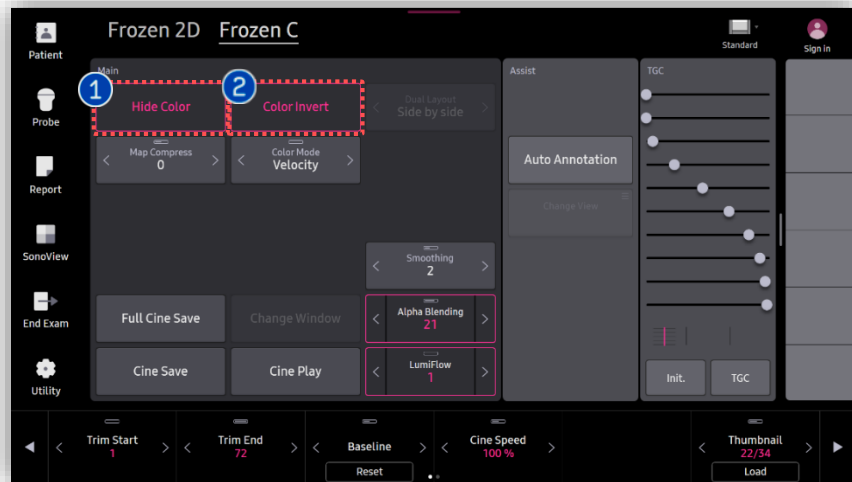 Frozen 2D Frozen C
Standard
Sign in
Patient
Probe
Report
SonoView
End Exam
Utility
Main
1
Hide Color
2
Color Invert
Dual Layout
Side by side
Map Compress
0
Color Mode
Velocity
Smoothing
2
Full Cine Save
Change Window
Alpha Blending
21
Cine Save
Cine Play
LumiFlow
1
Assist
Auto Annotation
Change View
TGC
Init.
TGC
Trim Start
1
Trim End
72
Baseline
Reset
Cine Speed
100 %
Thumbnail
22/34
Load